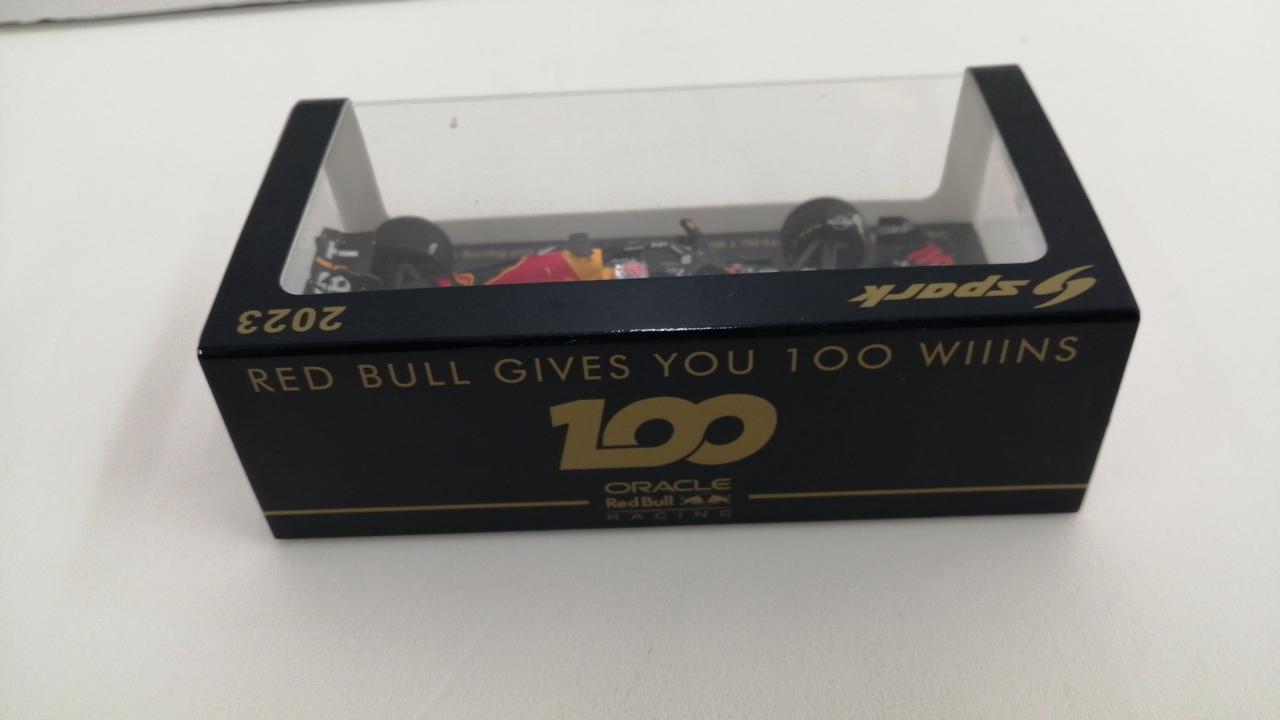 spark
2023
RED BULL GIVES YOU 100 WIIINS
100
ORACLE
Red Bull
RACING